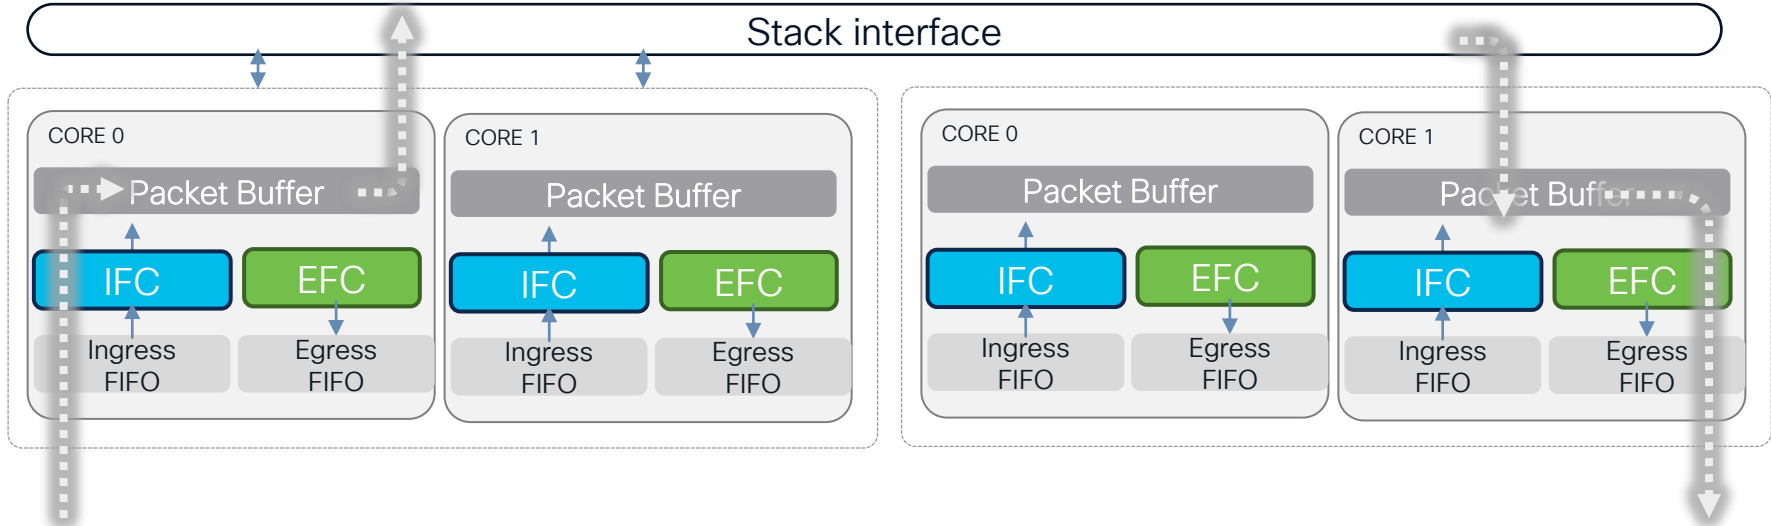 Stack interface
CORE 0
Packet Buffer
IFC
EFC
Ingress
FIFO
Egress
FIFO
CORE 1
Packet Buffer
IFC
EFC
Ingress
FIFO
Egress
FIFO
CORE 0
Packet Buffer
IFC
EFC
Ingress
FIFO
Egress
FIFO
CORE 1
Packet Buffer
IFC
EFC
Ingress
FIFO
Egress
FIFO